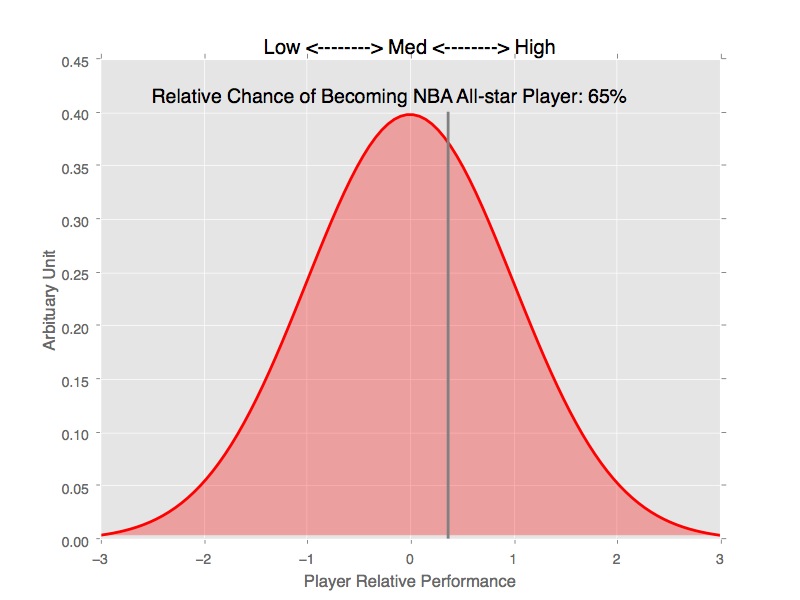 Low <--------> Med <--------> High
Relative Chance of Becoming NBA All-star Player: 65%
0.45
0.40
0.35
0.30
0.25
0.20
0.15
0.10
0.05
0.00
Arbituary Unit
−3 −2 −1 0 1 2 3
Player Relative Performance